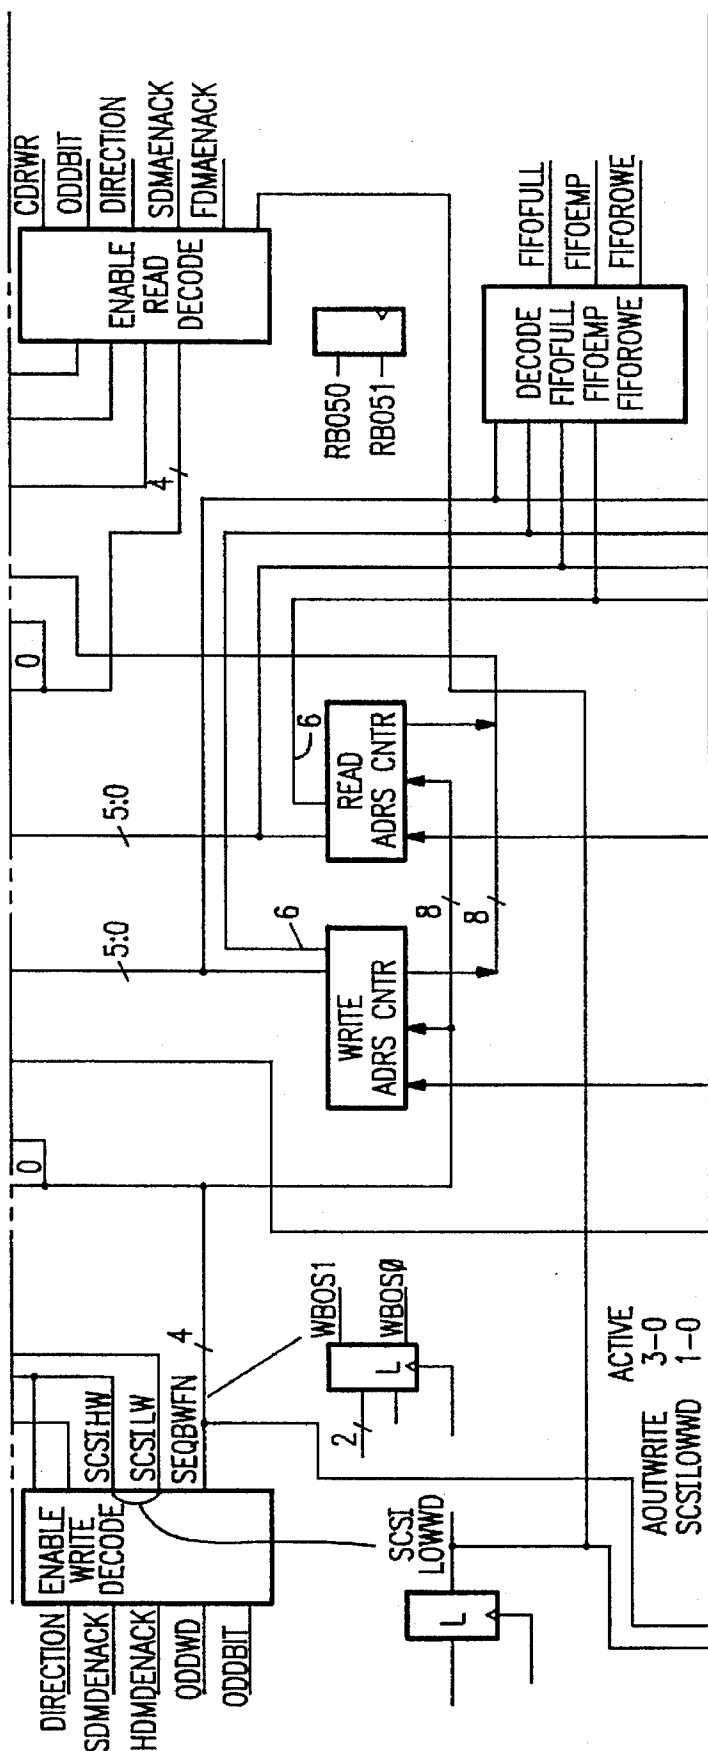 DIRECTION
SDMDENACK
HDMDENACK
ODDWD
ODDBIT
ENABLE
WRITE
DECODE
SCSIHW
SCSILW
SEQBWFN
4
0
2
L
WBOS1
WBOSØ
L
SCSI
LOWWD
AOUTWRITE
SCSILOWWD
ACTIVE
3-0
1-0
5:0
5:0
6
WRITE
ADRS CNTR
8
8
6
READ
ADRS CNTR
0
4
ENABLE
READ
DECODE
CDRWR
ODDBIT
DIRECTION
SDMAENACK
FDMAENACK
RB050
RB051
DECODE
FIFOFULL
FIFOEMP
FIFOROWE
FIFOFULL
FIFOEMP
FIFOROWE